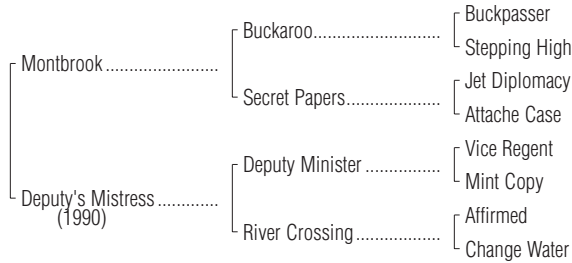 Buckpasser
Buckaroo....................................
Stepping High
Montbrook................................
Jet Diplomacy
Secret Papers...........................
Attache Case
Vice Regent
Deputy Minister.....................
Mint Copy
Deputy's Mistress.................
(1990)
Affirmed
River Crossing.........................
Change Water